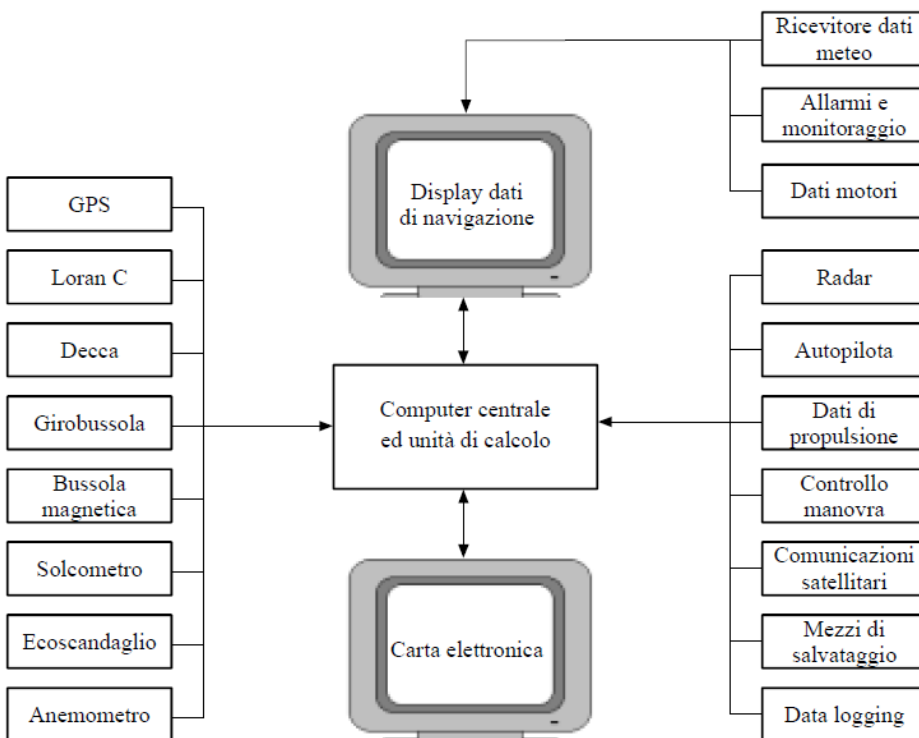 Ricevitore dati
meteo
Allarmi e
monitoraggio
Dati motori
Display dati
di navigazione
GPS
Loran C
Decca
Girobussola
Bussola
magnetica
Solcometro
Ecoscandaglio
Anemometro
Computer centrale
ed unità di calcolo
Carta elettronica
Radar
Autopilota
Dati di
propulsione
Controllo
manovra
Comunicazioni
satellitari
Mezzi di
salvataggio
Data logging